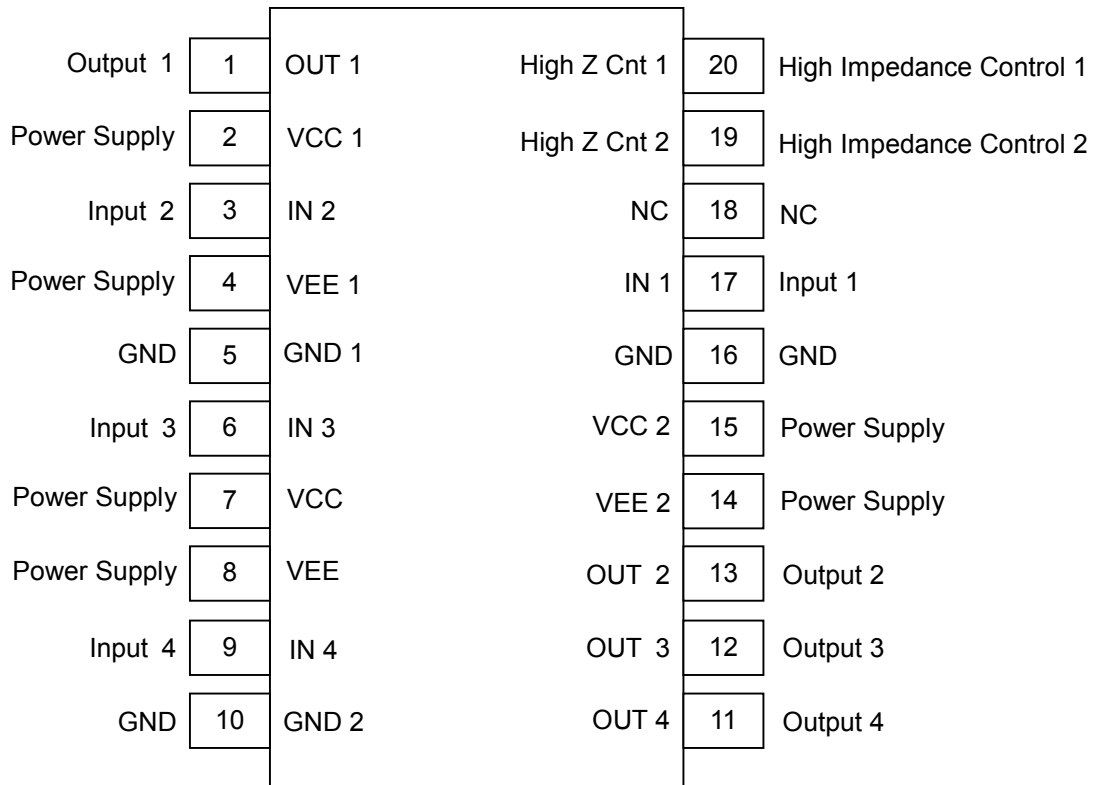 Output 1 1 OUT 1 High Z Cnt 1 20 High Impedance Control 1
Power Supply 2 VCC 1 High Z Cnt 2 19 High Impedance Control 2
Input 2 3 IN 2 NC 18 NC
Power Supply 4 VEE 1 IN 1 17 Input 1
GND 5 GND 1 GND 16 GND
Input 3 6 IN 3 VCC 2 15 Power Supply
Power Supply 7 VCC VEE 2 14 Power Supply
Power Supply 8 VEE OUT 2 13 Output 2
Input 4 9 IN 4 OUT 3 12 Output 3
GND 10 GND 2 OUT 4 11 Output 4